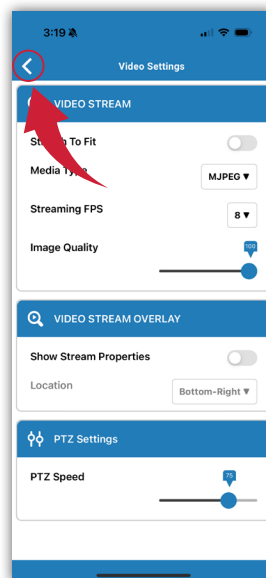 3:19
Video Settings
VIDEO STREAM
To Fit
Media
MJPEG ▼
Streaming FPS
8 ▼
Image Quality
100
VIDEO STREAM OVERLAY
Show Stream Properties
Location
Bottom-Right ▼
PTZ Settings
PTZ Speed
75